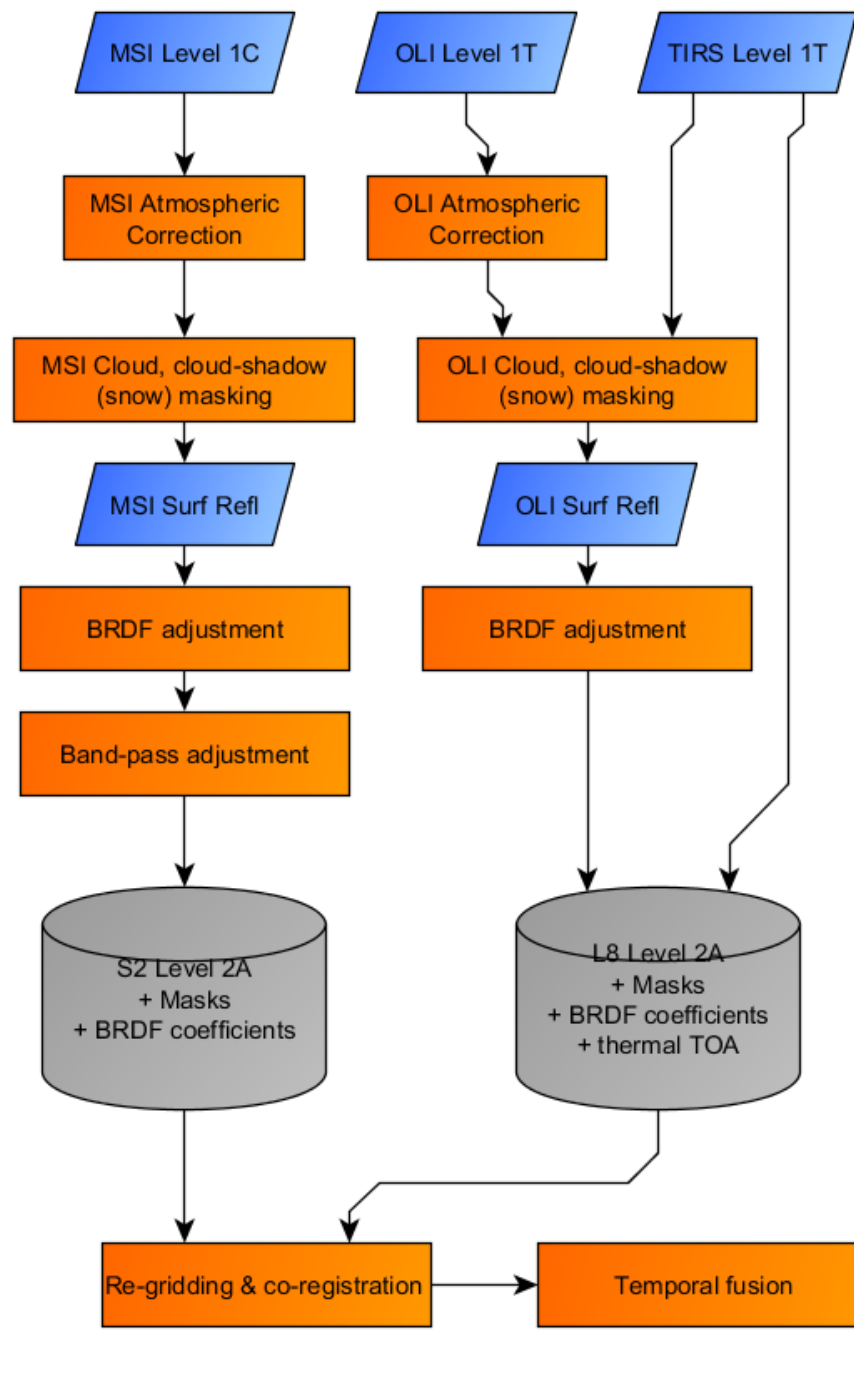 MSI Level 1C
OLI Level 1T
TIRS Level 1T
MSI Atmospheric
Correction
OLI Atmospheric
Correction
MSI Cloud, cloud-shadow
(snow) masking
OLI Cloud, cloud-shadow
(snow) masking
MSI Surf Refl
OLI Surf Refl
BRDF adjustment
BRDF adjustment
Band-pass adjustment
S2 Level 2A
+ Masks
+ BRDF coefficients
L8 Level 2A
+ Masks
+ BRDF coefficients
+ thermal TOA
Re-gridding & co-registration
Temporal fusion